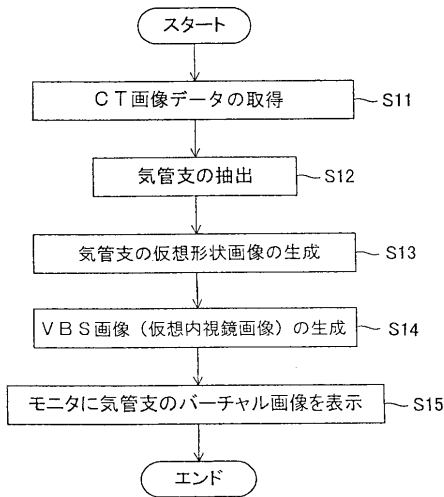 スタート
ＣＴ画像データの取得 S11
気管支の抽出 S12
気管支の仮想形状画像の生成 S13
ＶＢＳ画像（仮想内視鏡画像）の生成 S14
モニタに気管支のバーチャル画像を表示 S15
エンド